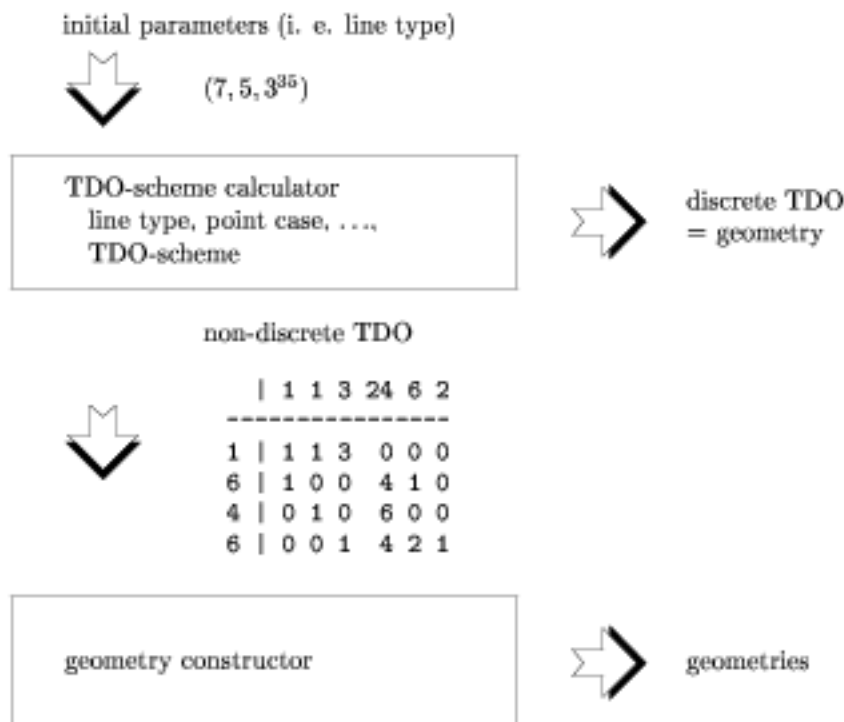 initial parameters (i. e. line type)
(7, 5, 3³⁵)
TDO-scheme calculator
line type, point case, ...,
TDO-scheme
discrete TDO
= geometry
non-discrete TDO
| 1 1 3 24 6 2
----------------
1 | 1 1 3 0 0 0
6 | 1 0 0 4 1 0
4 | 0 1 0 6 0 0
6 | 0 0 1 4 2 1
geometry constructor
geometries